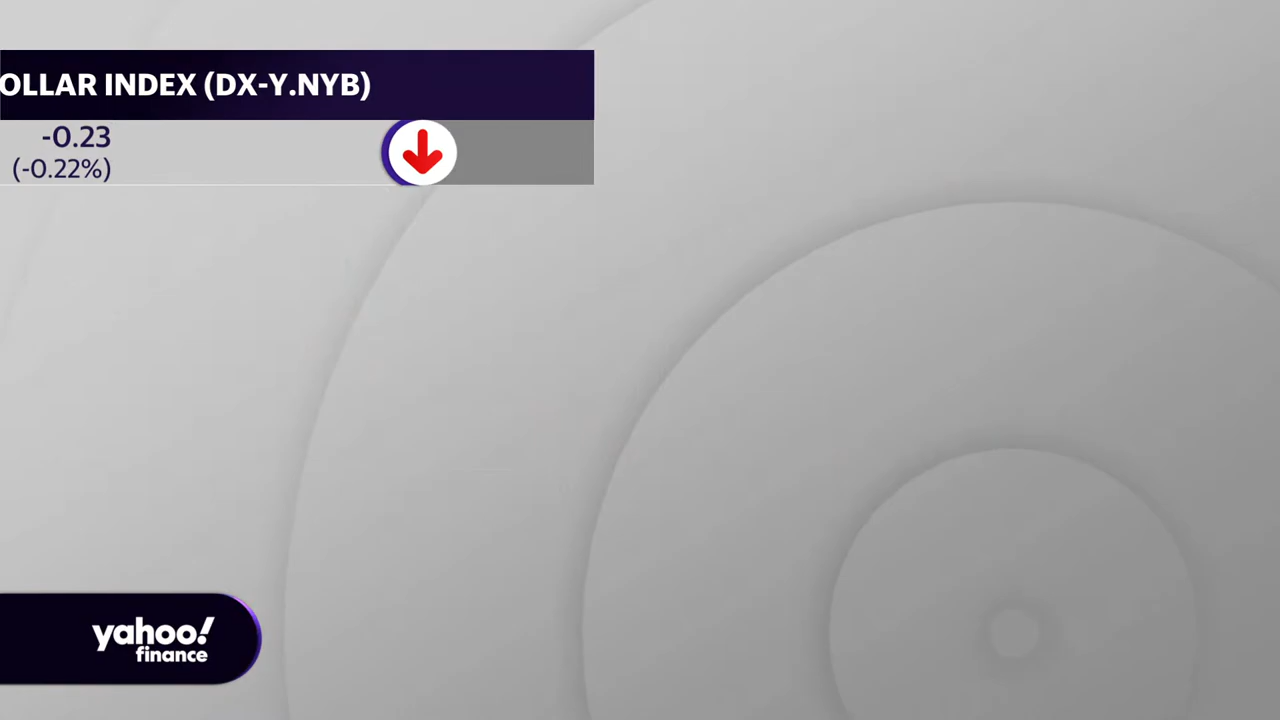 OLLAR INDEX (DX-Y.NYB)
-0.23
(-0.22%)
yahoo!
finance